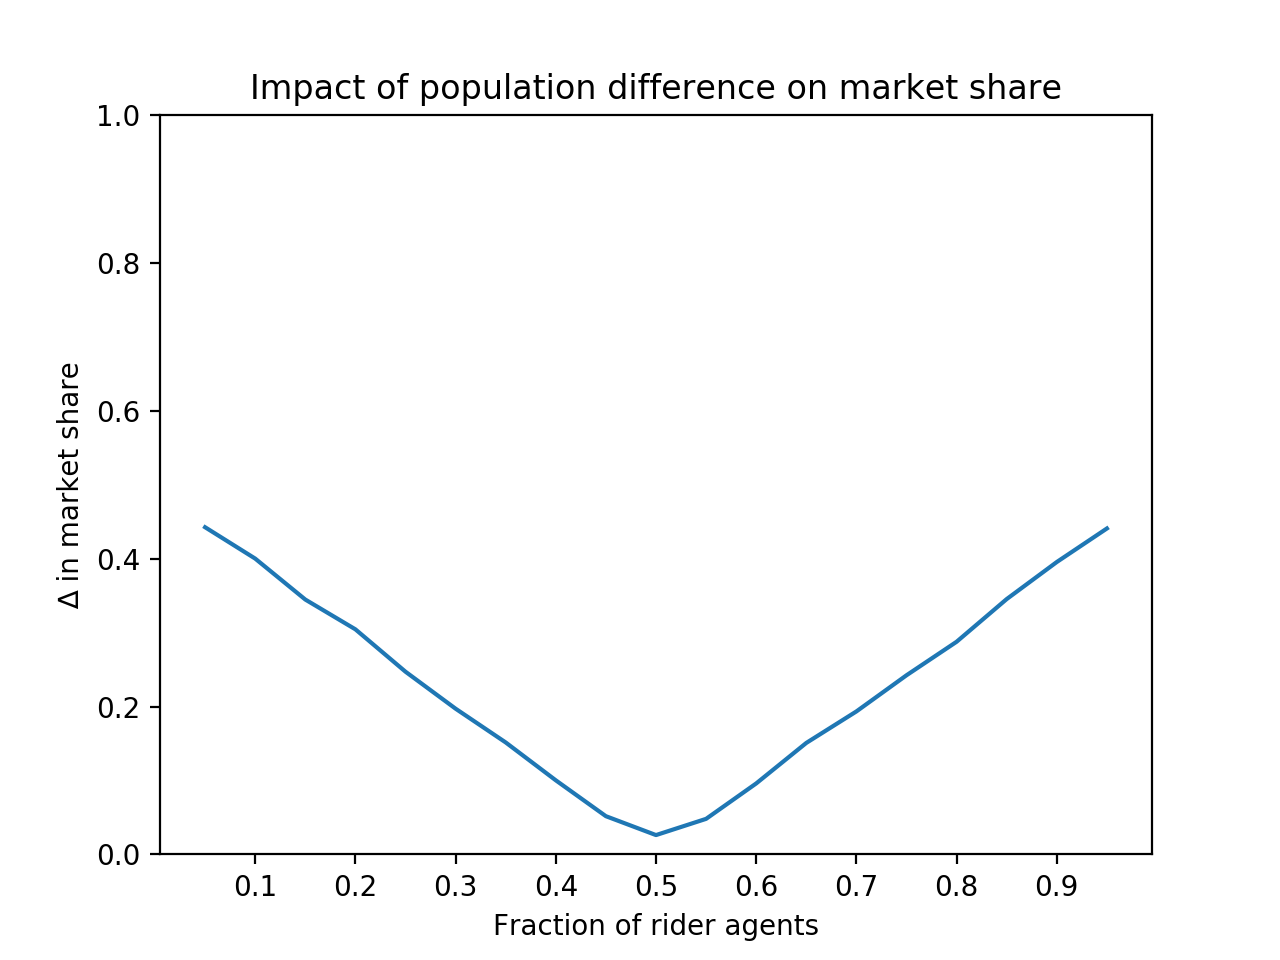 Impact of population difference on market share
1.0
0.8
0.6
0.4
0.2
0.0
Δ in market share
0.1 0.2 0.3 0.4 0.5 0.6 0.7 0.8 0.9
Fraction of rider agents